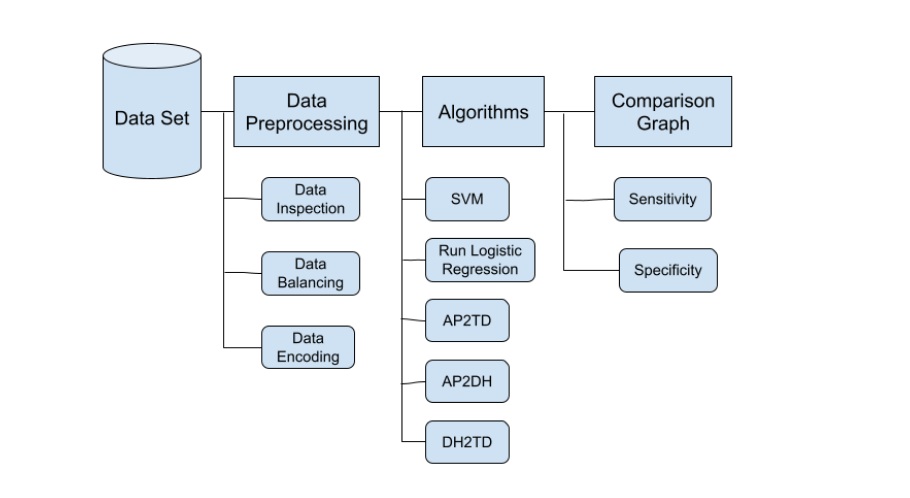 Data Set
Data
Preprocessing
Algorithms
Comparison
Graph
Data
Inspection
Data
Balancing
Data
Encoding
SVM
Run Logistic
Regression
AP2TD
AP2DH
DH2TD
Sensitivity
Specificity